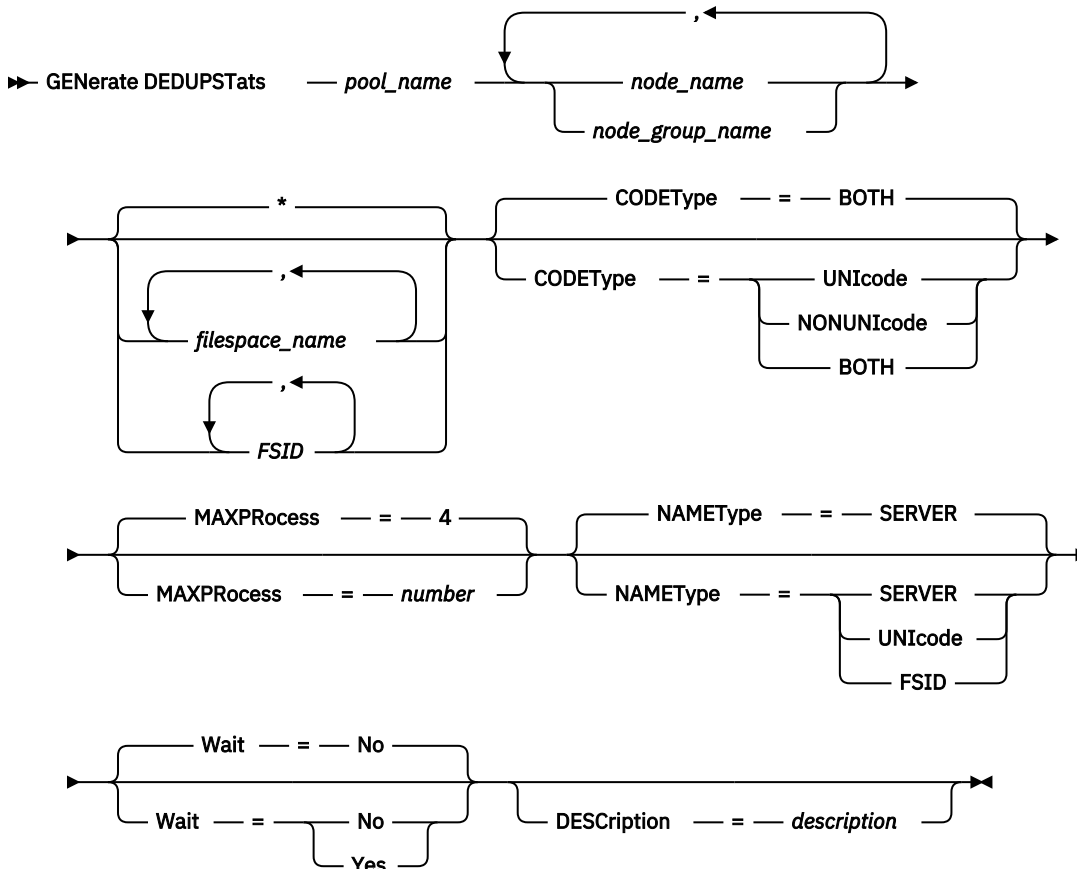 ,
GENerate DEDUPSTats pool_name node_name
node_group_name
*
,
filespace_name
,
FSID
CODEType = BOTH
CODEType = UNIcode
NONUNIcode
BOTH
MAXPRocess = 4
MAXPRocess = number
NAMEType = SERVER
NAMEType = SERVER
UNIcode
FSID
Wait = No
Wait = No
Yes
DESCription = description